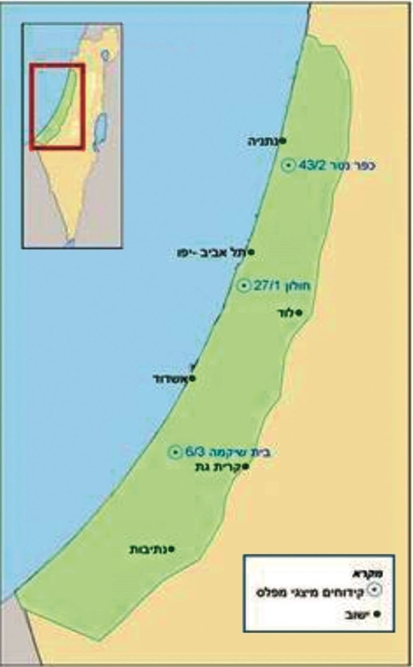 נתניה
כפר נטר 43/2
תל אביב -יפו
חולון 27/1
לוד
אשדוד
בית שיקמה 6/3
קרית גת
נתיבות
מקרא
קידוחים מיצגי מפלס
ישוב